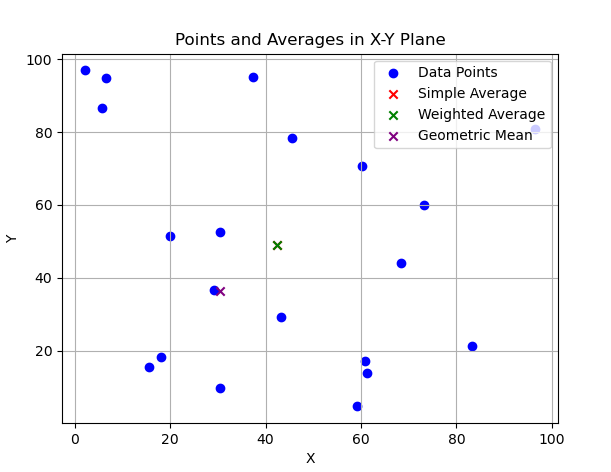 Points and Averages in X-Y Plane
100
80
60
40
20
Y
0
20
40
60
80
100
X
Data Points
Simple Average
Weighted Average
Geometric Mean